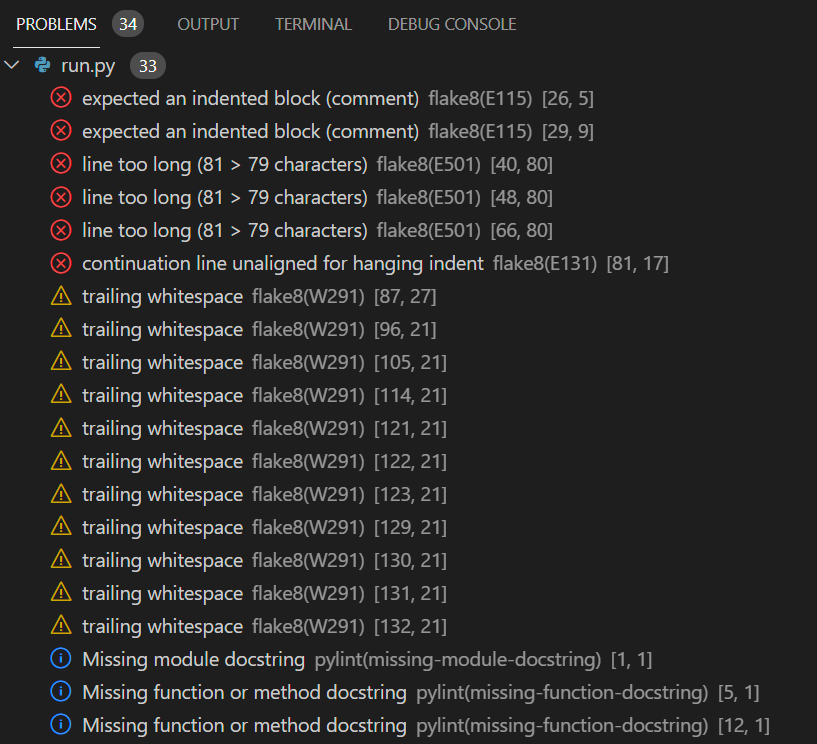 PROBLEMS 34 OUTPUT TERMINAL DEBUG CONSOLE
run.py 33
expected an indented block (comment) flake8(E115) [26, 5]
expected an indented block (comment) flake8(E115) [29, 9]
line too long (81 > 79 characters) flake8(E501) [40, 80]
line too long (81 > 79 characters) flake8(E501) [48, 80]
line too long (81 > 79 characters) flake8(E501) [66, 80]
continuation line unaligned for hanging indent flake8(E131) [81, 17]
trailing whitespace flake8(W291) [87, 27]
trailing whitespace flake8(W291) [96, 21]
trailing whitespace flake8(W291) [105, 21]
trailing whitespace flake8(W291) [114, 21]
trailing whitespace flake8(W291) [121, 21]
trailing whitespace flake8(W291) [122, 21]
trailing whitespace flake8(W291) [123, 21]
trailing whitespace flake8(W291) [129, 21]
trailing whitespace flake8(W291) [130, 21]
trailing whitespace flake8(W291) [131, 21]
trailing whitespace flake8(W291) [132, 21]
Missing module docstring pylint(missing-module-docstring) [1, 1]
Missing function or method docstring pylint(missing-function-docstring) [5, 1]
Missing function or method docstring pylint(missing-function-docstring) [12, 1]